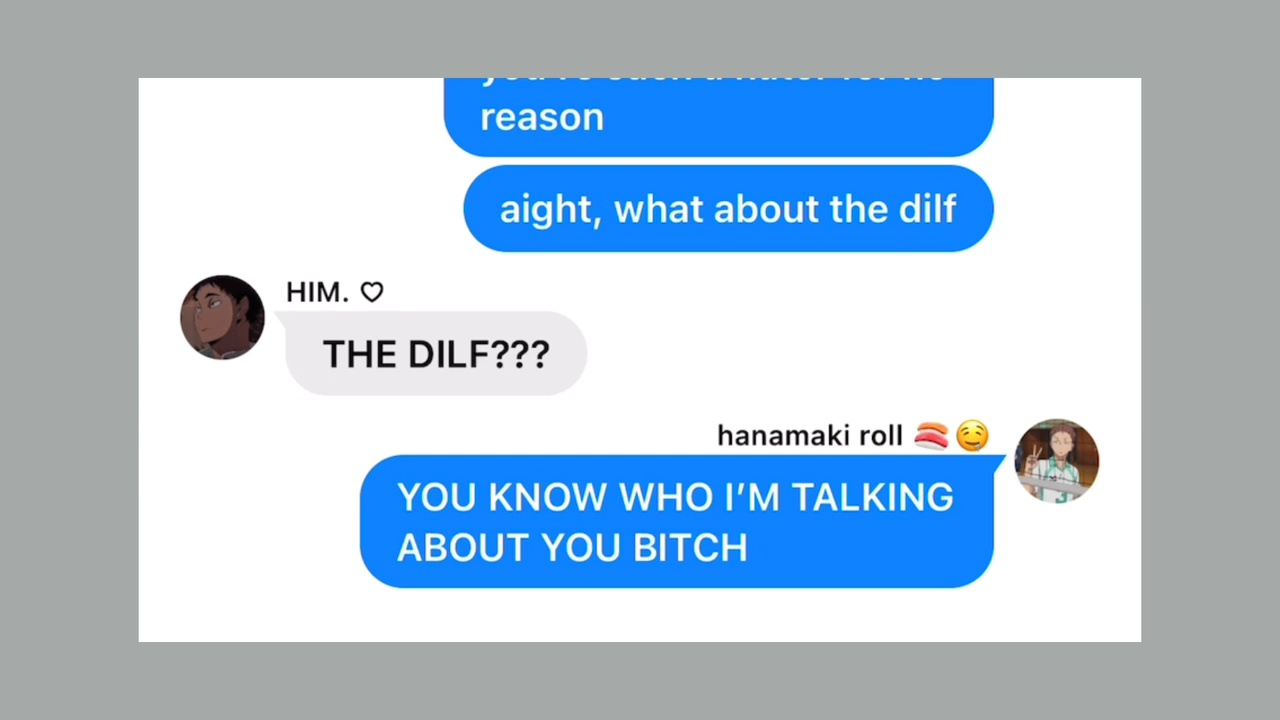 reason
aight, what about the dilf
HIM. ♡
THE DILF???
hanamaki roll 🍣🤤
YOU KNOW WHO I'M TALKING
ABOUT YOU BITCH